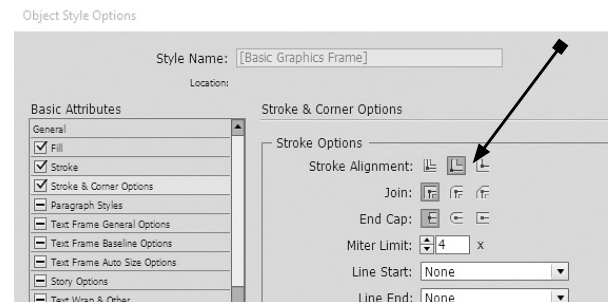 Object Style Options
Style Name: [Basic Graphics Frame]
Location:
Basic Attributes
General
Fill
Stroke
Stroke & Corner Options
Paragraph Styles
Text Frame General Options
Text Frame Baseline Options
Text Frame Auto Size Options
Story Options
Text Wrap & Other
Stroke & Corner Options
Stroke Options
Stroke Alignment:
Join:
End Cap:
Miter Limit: 4 x
Line Start: None
Line End: None